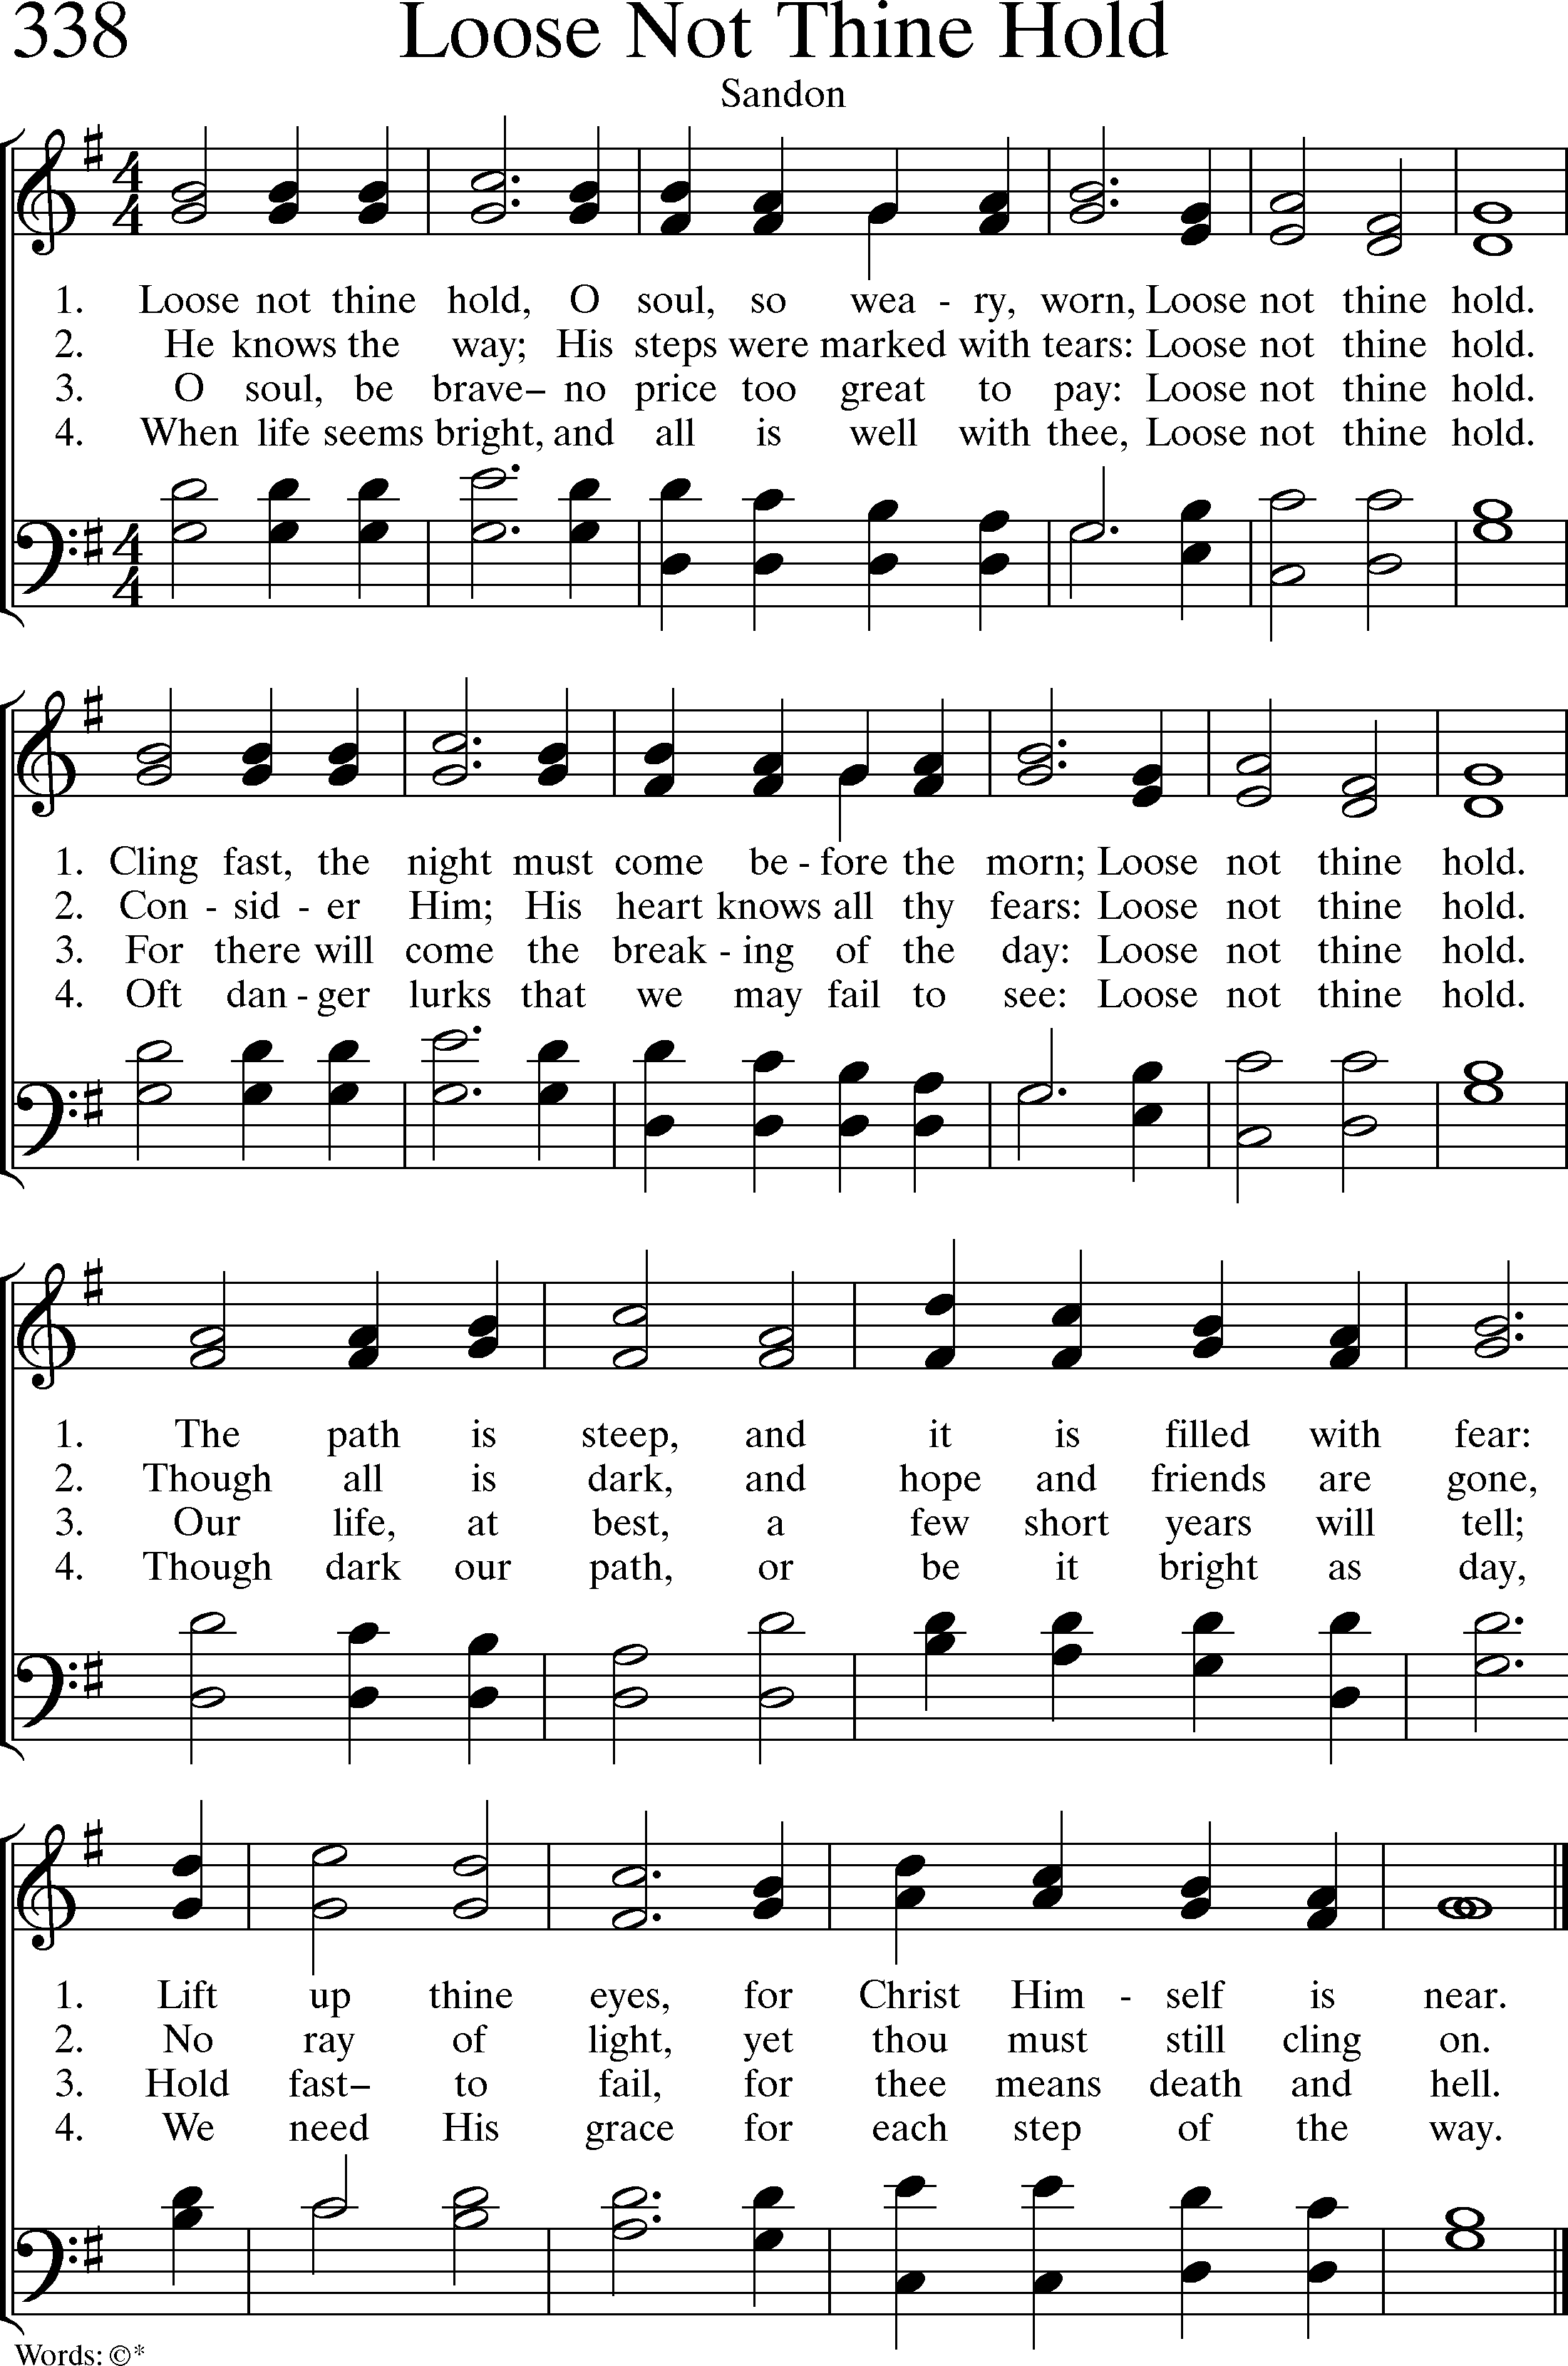 338 Loose Not Thine Hold
Sandon
4
4
1. Loose not thine hold, O soul, so wea - ry, worn, Loose not thine hold.
2. He knows the way; His steps were marked with tears: Loose not thine hold.
3. O soul, be brave– no price too great to pay: Loose not thine hold.
4. When life seems bright, and all is well with thee, Loose not thine hold.
4
4
1. Cling fast, the night must come be - fore the morn; Loose not thine hold.
2. Con - sid - er Him; His heart knows all thy fears: Loose not thine hold.
3. For there will come the break - ing of the day: Loose not thine hold.
4. Oft dan - ger lurks that we may fail to see: Loose not thine hold.
1. The path is steep, and it is filled with fear:
2. Though all is dark, and hope and friends are gone,
3. Our life, at best, a few short years will tell;
4. Though dark our path, or be it bright as day,
1. Lift up thine eyes, for Christ Him - self is near.
2. No ray of light, yet thou must still cling on.
3. Hold fast– to fail, for thee means death and hell.
4. We need His grace for each step of the way.
Words: ©*